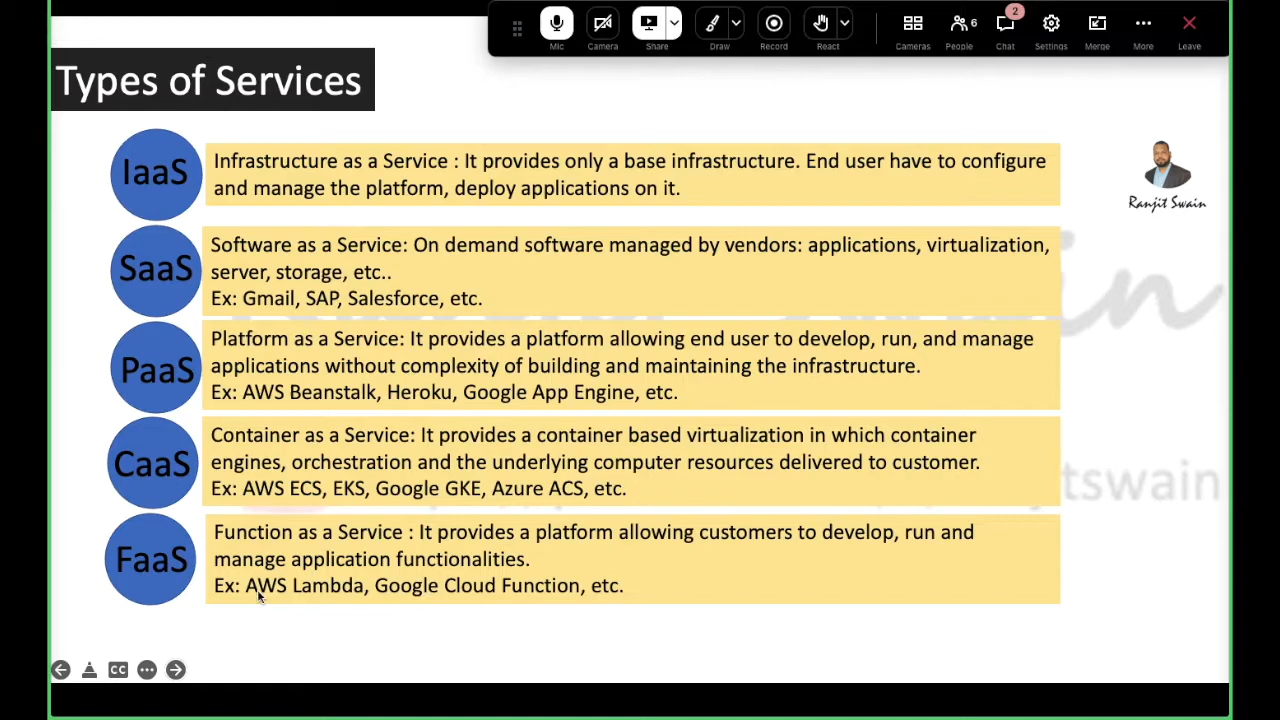 2
6
Mic Camera Share Draw Record React Cameras People Chat Settings Merge More Leave
Types of Services
IaaS
Infrastructure as a Service : It provides only a base infrastructure. End user have to configure
and manage the platform, deploy applications on it.
Ranjit Swain
SaaS
Software as a Service: On demand software managed by vendors: applications, virtualization,
server, storage, etc..
Ex: Gmail, SAP, Salesforce, etc.
PaaS
Platform as a Service: It provides a platform allowing end user to develop, run, and manage
applications without complexity of building and maintaining the infrastructure.
Ex: AWS Beanstalk, Heroku, Google App Engine, etc.
CaaS
Container as a Service: It provides a container based virtualization in which container
engines, orchestration and the underlying computer resources delivered to customer.
Ex: AWS ECS, EKS, Google GKE, Azure ACS, etc.
FaaS
Function as a Service : It provides a platform allowing customers to develop, run and
manage application functionalities.
Ex: AWS Lambda, Google Cloud Function, etc.
CC